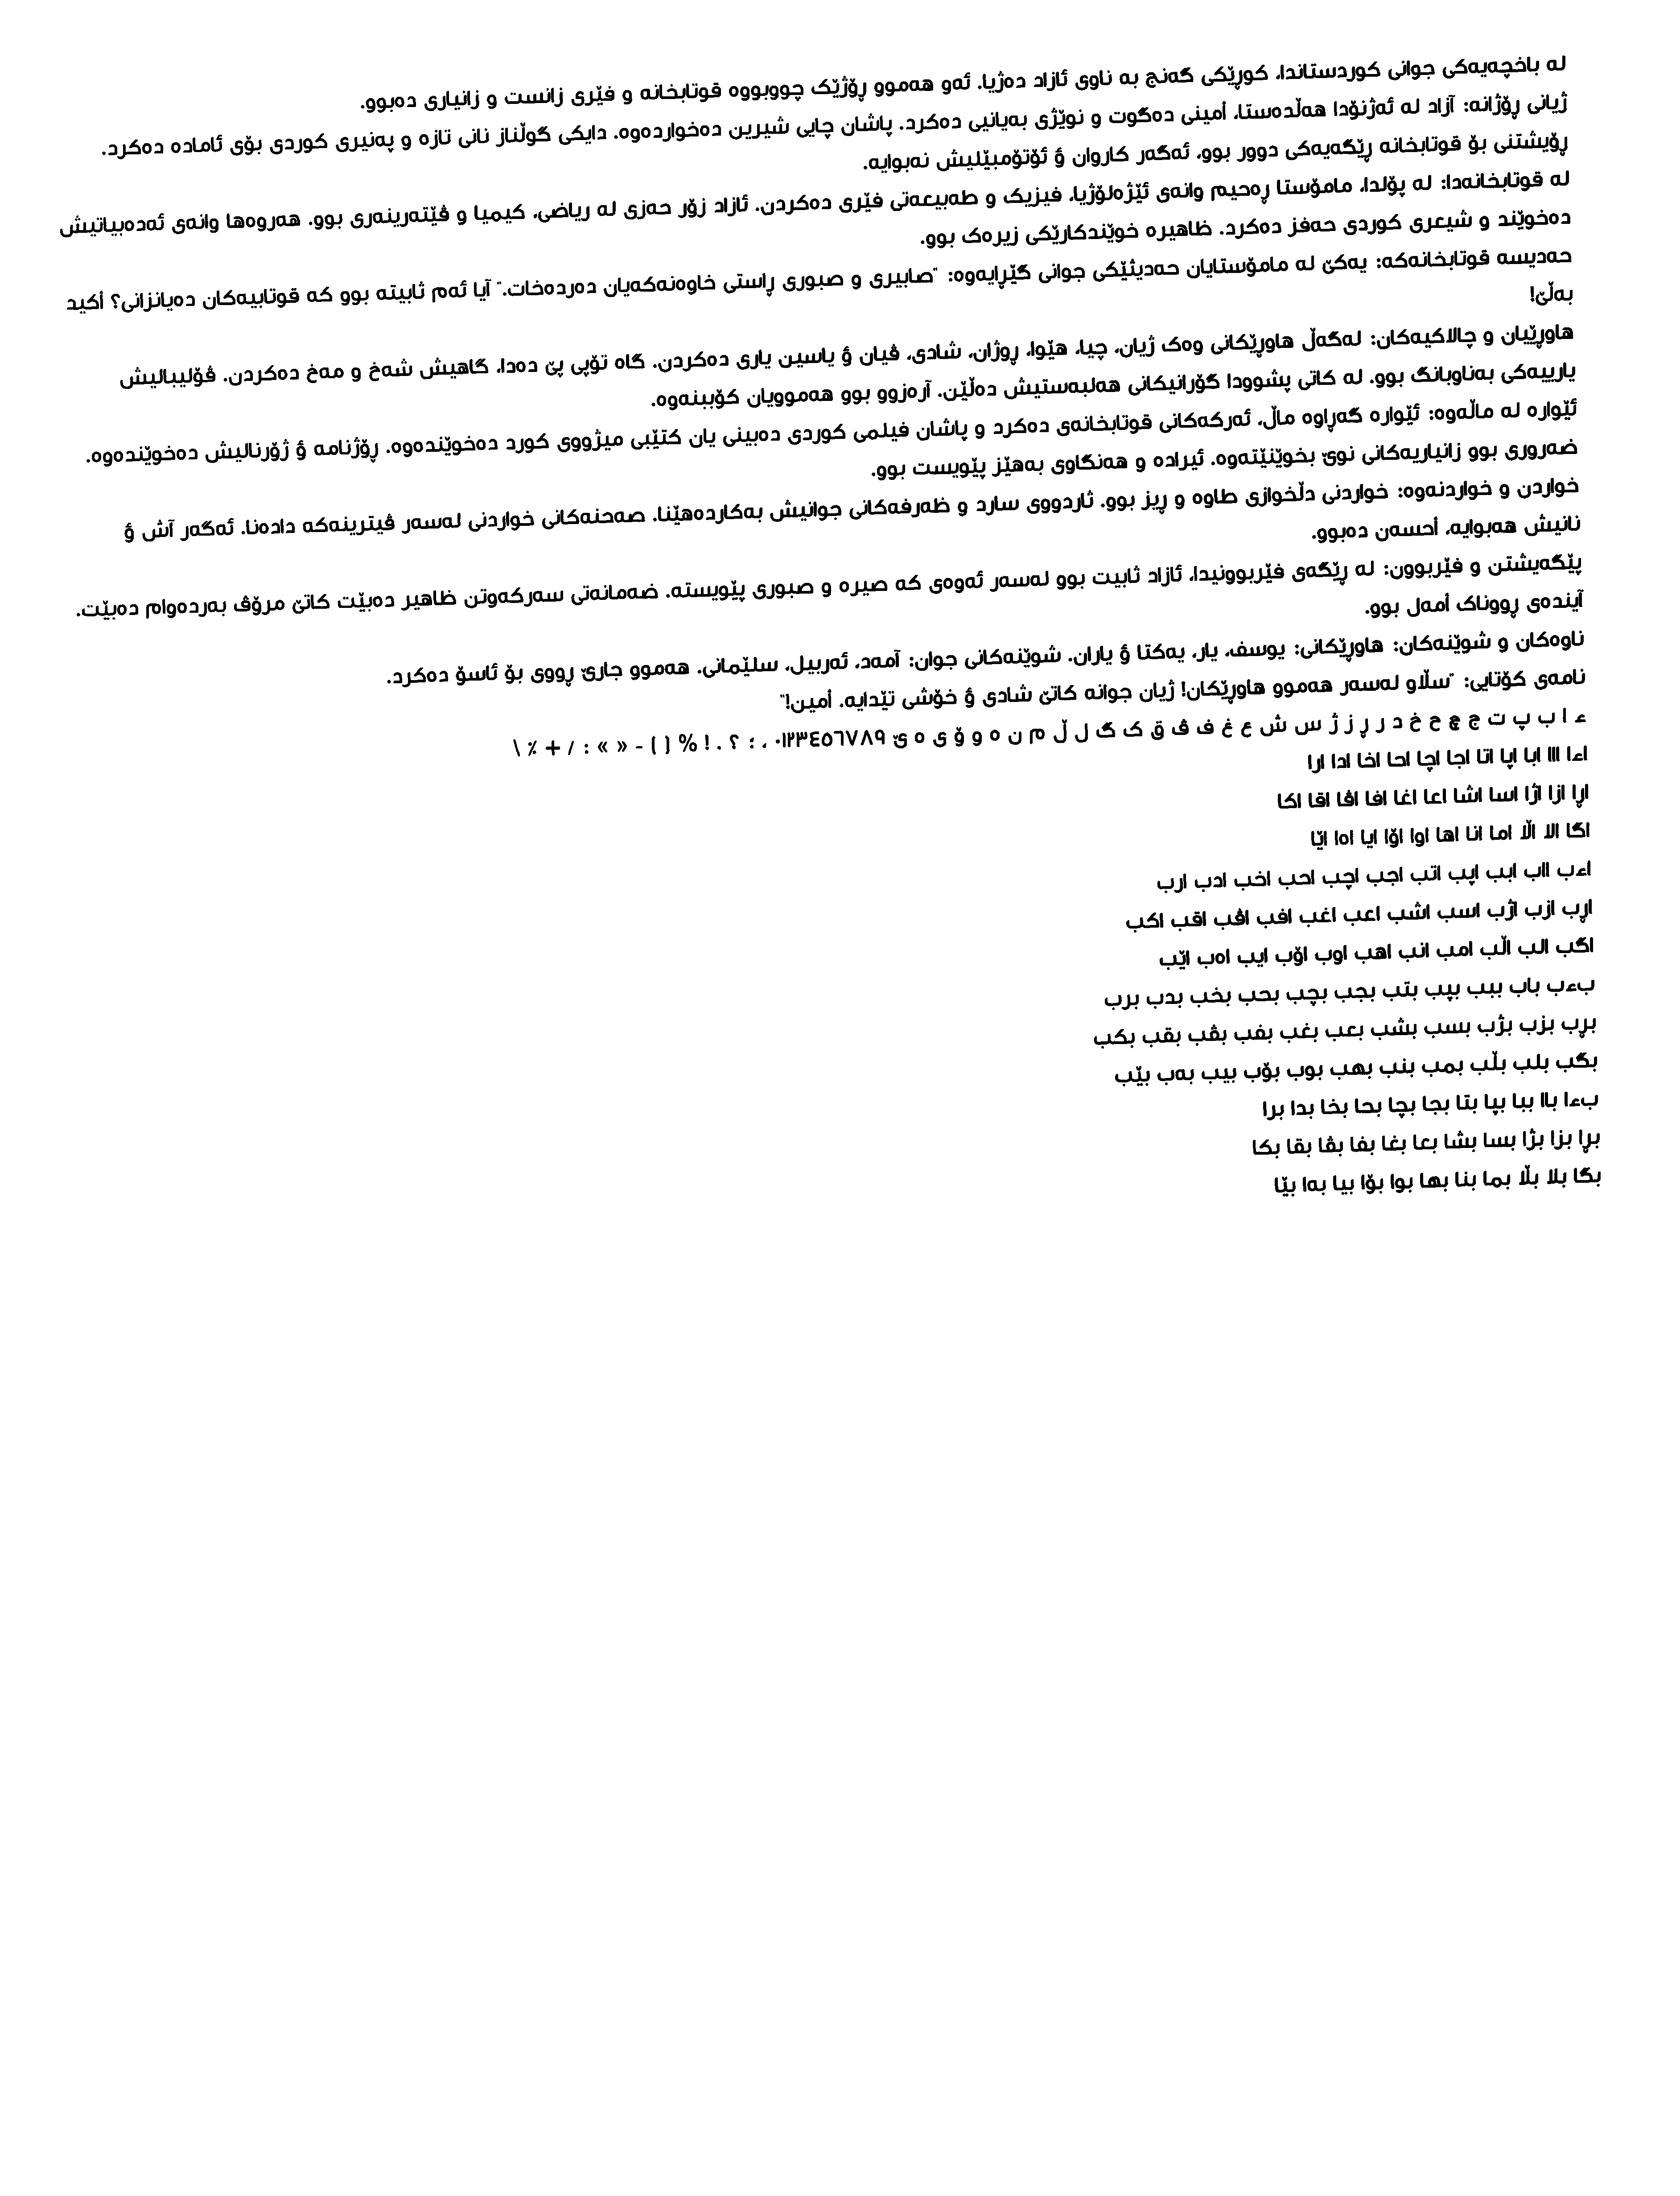 لە باخچەیەکی جوانی کوردستاندا، کوڕێکی گەنج بە ناوی ئازاد دەژیا. ئەو هەموو ڕۆژێک چووبووە قوتابخانە و فێری زانست و زانیاری دەبوو.
ژیانی ڕۆژانە: آزاد لە ئەژنۆدا هەڵدەستا، أمینی دەگوت و نوێژی بەیانیی دەکرد. پاشان چایی شیرین دەخواردەوە. دایکی گوڵناز نانی تازە و پەنیری کوردی بۆی ئامادە دەکرد.
ڕۆیشتنی بۆ قوتابخانە ڕێگەیەکی دوور بوو، ئەگەر کاروان ؤ ئۆتۆمبێلیش نەبوایە.
لە قوتابخانەدا: لە پۆلدا، مامۆستا ڕەحیم وانەی ئێژەلۆژیا، فیزیک و طەبیعەتی فێری دەکردن. ئازاد زۆر حەزی لە ریاضی، کیمیا و ڤێتەرینەری بوو. هەروەها وانەی ئەدەبیاتیش
دەخوێند و شیعری کوردی حەفز دەکرد. ظاهیرە خوێندکارێکی زیرەک بوو.
حەدیسە قوتابخانەکە: یەکێ لە مامۆستایان حەدیثێکی جوانی گێڕایەوە: "صابیری و صبوری ڕاستی خاوەنەکەیان دەردەخات." آیا ئەم ثابیتە بوو کە قوتابیەکان دەیانزانی؟ أکید
بەڵێ!
هاوڕێیان و چالاکیەکان: لەگەڵ هاوڕێکانی وەک ژیان، چیا، هێوا، ڕوژان، شادی، ڤیان ؤ یاسین یاری دەکردن. گاە تۆپی پێ دەدا، گاهیش شەخ و مەخ دەکردن. ڤۆلیبالیش
یارییەکی بەناوبانگ بوو. لە کاتی پشوودا گۆرانیکانی هەلبەستیش دەڵێن. آرەزوو بوو هەموویان کۆببنەوە.
ئێوارە لە ماڵەوە: ئێوارە گەڕاوە ماڵ، ئەرکەکانی قوتابخانەی دەکرد و پاشان فیلمی کوردی دەبینی یان کتێبی میژووی کورد دەخوێندەوە. ڕۆژنامە ؤ ژۆرنالیش دەخوێندەوە.
ضەروری بوو زانیاریەکانی نوێ بخوێنێتەوە. ئیرادە و هەنگاوی بەهێز پێویست بوو.
خواردن و خواردنەوە: خواردنی دڵخوازی طاوە و ڕیز بوو. ئاردووی سارد و ظەرفەکانی جوانیش بەکاردەهێنا. صەحنەکانی خواردنی لەسەر ڤیترینەکە دادەنا. ئەگەر آش ؤ
نانیش هەبوایە، أحسەن دەبوو.
پێگەیشتن و فێربوون: لە ڕێگەی فێربوونیدا، ئازاد ثابیت بوو لەسەر ئەوەی کە صیرە و صبوری پێویستە. ضەمانەتی سەرکەوتن ظاهیر دەبێت کاتێ مرۆڤ بەردەوام دەبێت.
آیندەی ڕووناک أمەل بوو.
ناوەکان و شوێنەکان: هاوڕێکانی: یوسف، یار، یەکتا ؤ یاران. شوێنەکانی جوان: آمەد، ئەربیل، سلێمانی. هەموو جارێ ڕووی بۆ ئاسۆ دەکرد.
نامەی کۆتایی: "سڵاو لەسەر هەموو هاوڕێکان! ژیان جوانە کاتێ شادی ؤ خۆشی تێدایە. أمین!"
ء ا ب پ ت ج چ ح خ د ر ڕ ز ژ س ش ع غ ف ڤ ق ک گ ل ڵ م ن ه و ۆ ی ە ێ ٠١٢٣٤٥٦٧٨٩ ، ؛ ؟ . ! % ( ) - « » : / + ٪ \
اءا ااا ابا اپا اتا اجا اچا احا اخا ادا ارا
اڕا ازا اژا اسا اشا اعا اغا افا اڤا اقا اکا
اگا الا اڵا اما انا اها اوا اۆا ایا اەا اێا
اءب ااب ابب اپب اتب اجب اچب احب اخب ادب ارب
اڕب ازب اژب اسب اشب اعب اغب افب اڤب اقب اکب
اگب الب اڵب امب انب اهب اوب اۆب ایب اەب اێب
بءب باب ببب بپب بتب بجب بچب بحب بخب بدب برب
بڕب بزب بژب بسب بشب بعب بغب بفب بڤب بقب بکب
بگب بلب بڵب بمب بنب بهب بوب بۆب بیب بەب بێب
بءا باا ببا بپا بتا بجا بچا بحا بخا بدا برا
بڕا بزا بژا بسا بشا بعا بغا بفا بڤا بقا بکا
بگا بلا بڵا بما بنا بها بوا بۆا بیا بەا بێا